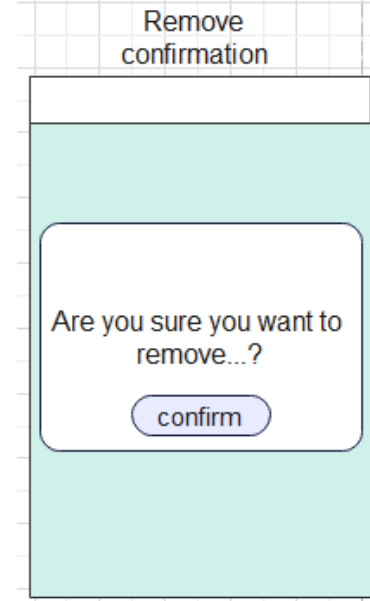 Remove
confirmation
Are you sure you want to
remove...?
confirm